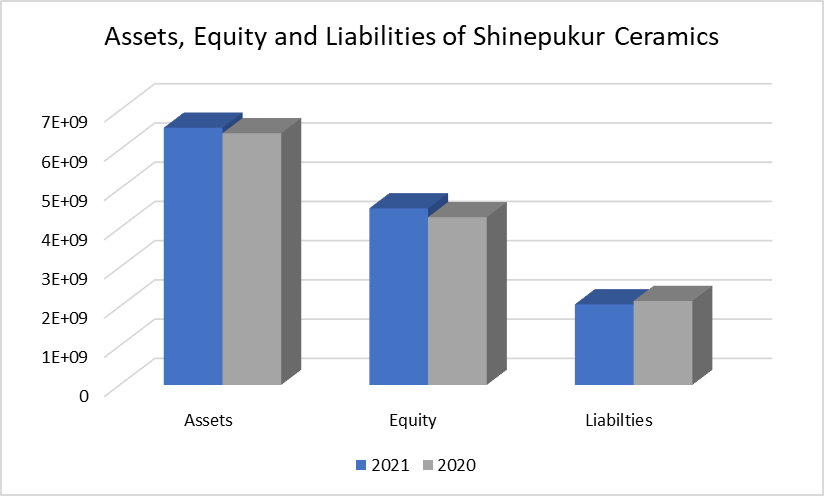 Assets, Equity and Liabilities of Shinepukur Ceramics
7E+09
6E+09
5E+09
4E+09
3E+09
2E+09
1E+09
0
Assets Equity Liabilties
2021 2020